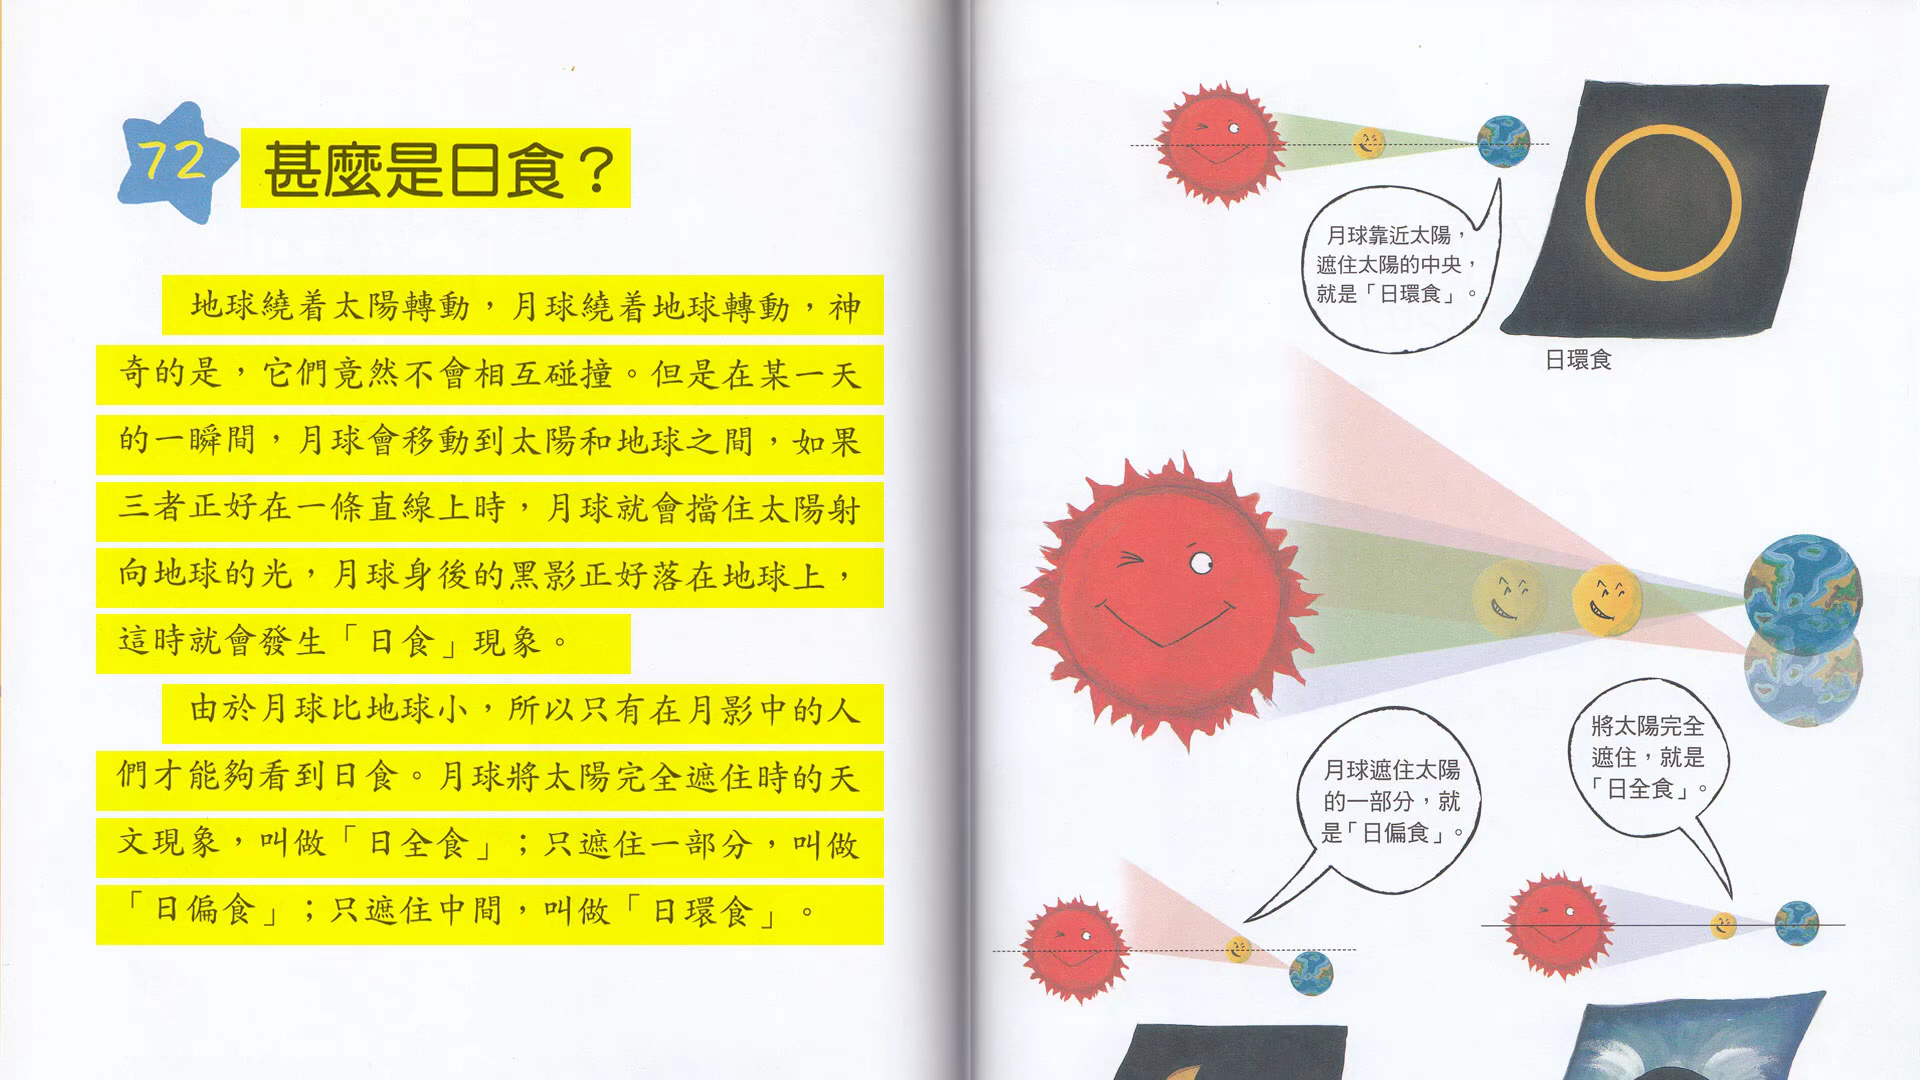 72
甚麼是日食？
地球繞着太陽轉動，月球繞着地球轉動，神
奇的是，它們竟然不會相互碰撞。但是在某一天
的一瞬間，月球會移動到太陽和地球之間，如果
三者正好在一條直線上時，月球就會擋住太陽射
向地球的光，月球身後的黑影正好落在地球上，
這時就會發生「日食」現象。
由於月球比地球小，所以只有在月影中的人
們才能夠看到日食。月球將太陽完全遮住時的天
文現象，叫做「日全食」；只遮住一部分，叫做
「日偏食」；只遮住中間，叫做「日環食」。
月球靠近太陽，
遮住太陽的中央，
就是「日環食」。
日環食
月球遮住太陽
的一部分，就
是「日偏食」。
將太陽完全
遮住，就是
「日全食」。